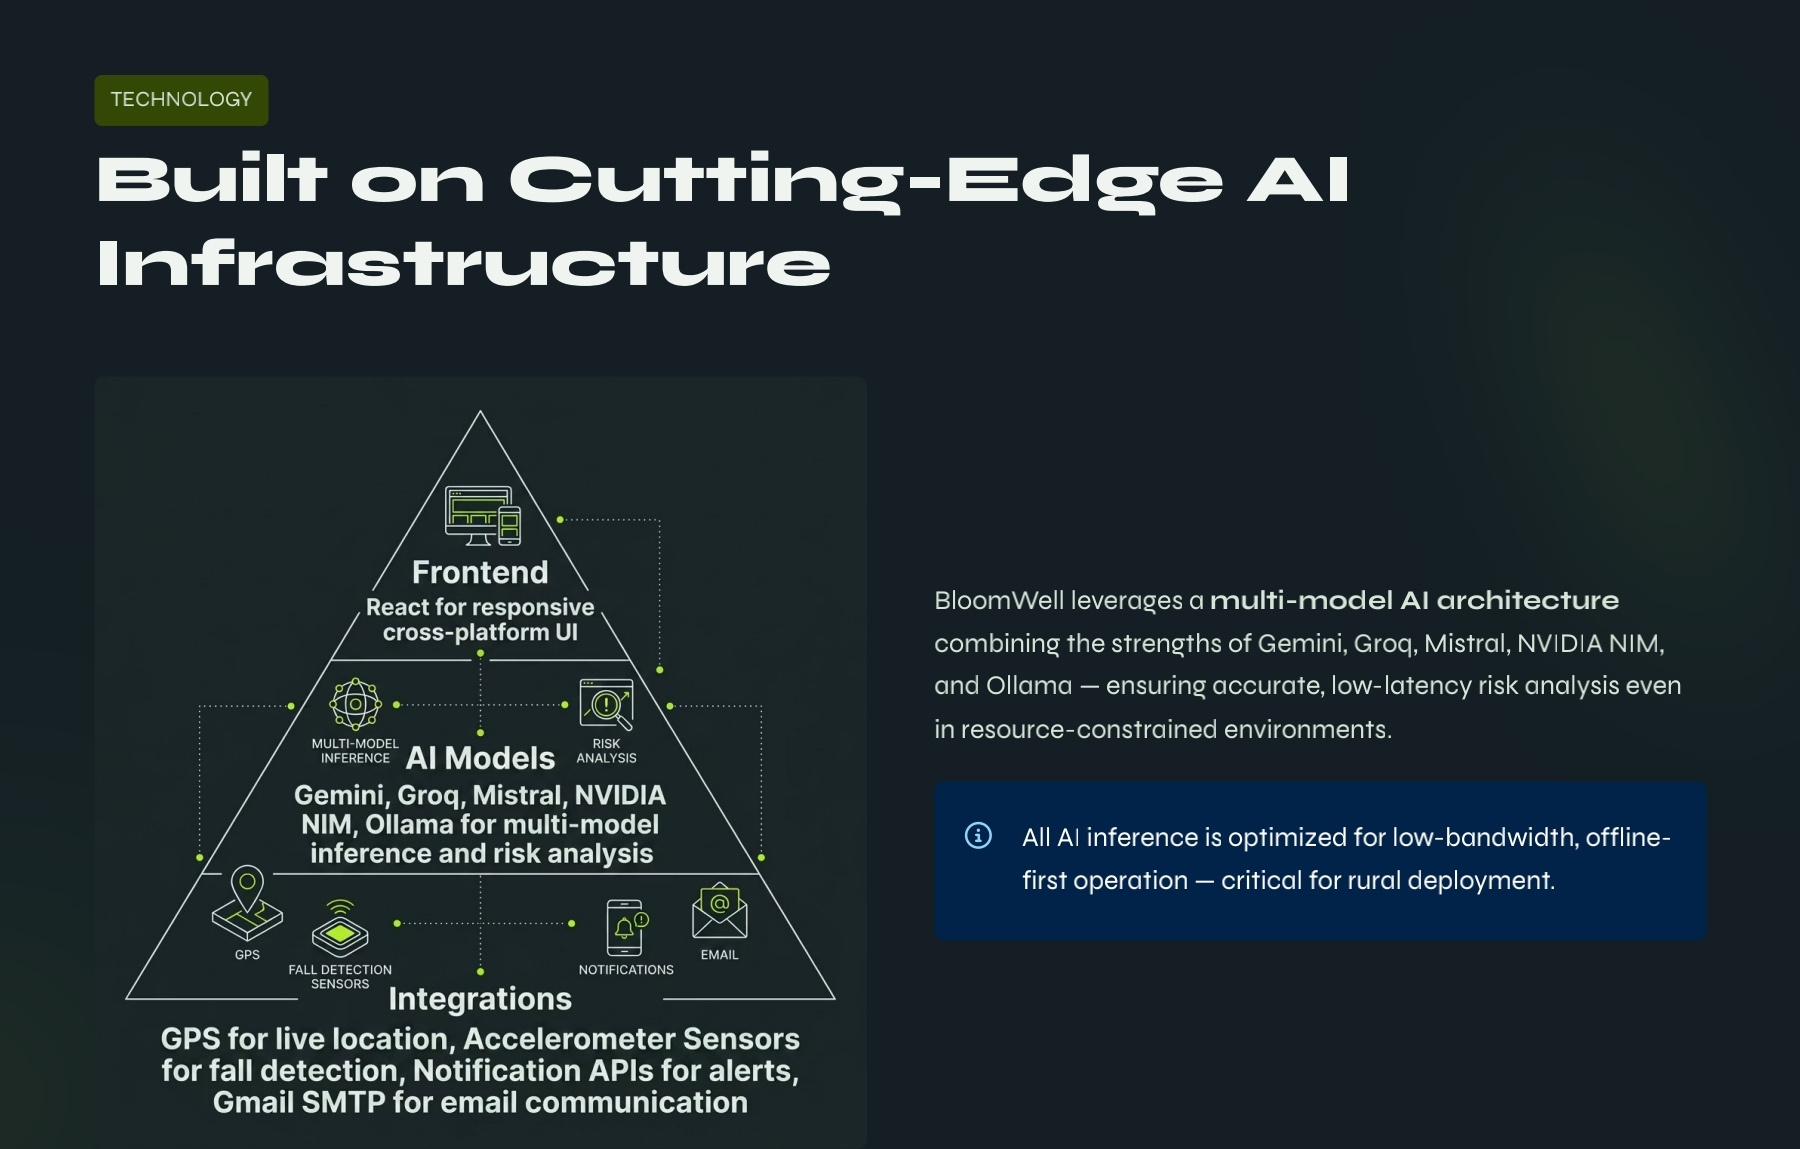 TECHNOLOGY
Built on Cutting-Edge AI
Infrastructure
Frontend
React for responsive
cross-platform UI
MULTI-MODEL
INFERENCE
RISK
ANALYSIS
AI Models
Gemini, Groq, Mistral, NVIDIA
NIM, Ollama for multi-model
inference and risk analysis
GPS
FALL DETECTION
SENSORS
NOTIFICATIONS
EMAIL
Integrations
GPS for live location, Accelerometer Sensors
for fall detection, Notification APIs for alerts,
Gmail SMTP for email communication
BloomWell leverages a multi-model AI architecture
combining the strengths of Gemini, Groq, Mistral, NVIDIA NIM,
and Ollama — ensuring accurate, low-latency risk analysis even
in resource-constrained environments.
All AI inference is optimized for low-bandwidth, offline-
first operation — critical for rural deployment.